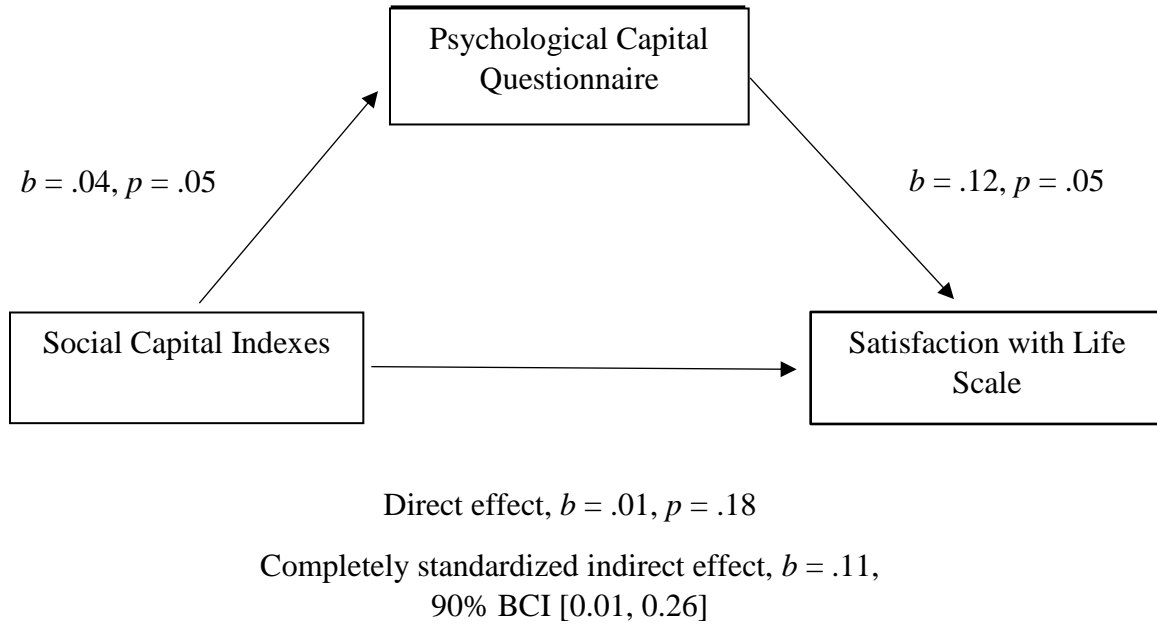 Psychological Capital
Questionnaire
b = .04, p = .05
b = .12, p = .05
Social Capital Indexes
Satisfaction with Life
Scale
Direct effect, b = .01, p = .18
Completely standardized indirect effect, b = .11,
90% BCI [0.01, 0.26]